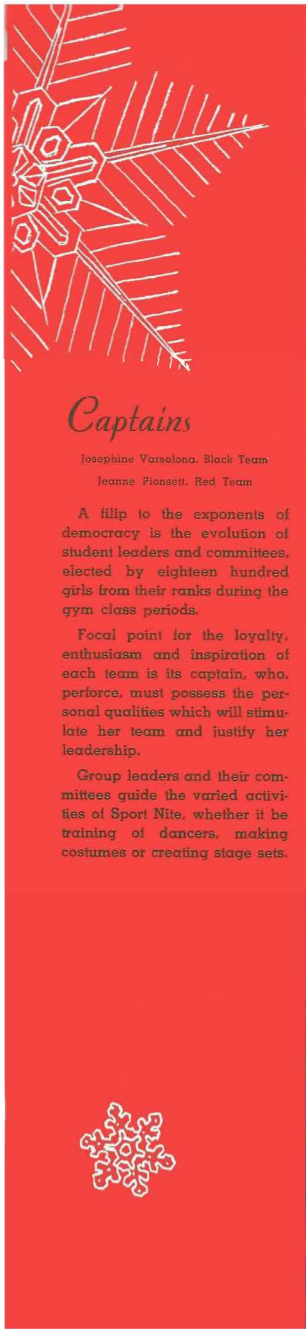 Captains
Josephine Varsolona, Black Team
Jeanne Pionsett, Red Team
A filip to the exponents of
democracy is the evolution of
student leaders and committees,
elected by eighteen hundred
girls from their ranks during the
gym class periods.
Focal point for the loyalty,
enthusiasm and inspiration of
each team is its captain, who,
perforce, must possess the per-
sonal qualities which will stimu-
late her team and justify her
leadership.
Group leaders and their com-
mittees guide the varied activi-
ties of Sport Nite, whether it be
training of dancers, making
costumes or creating stage sets.